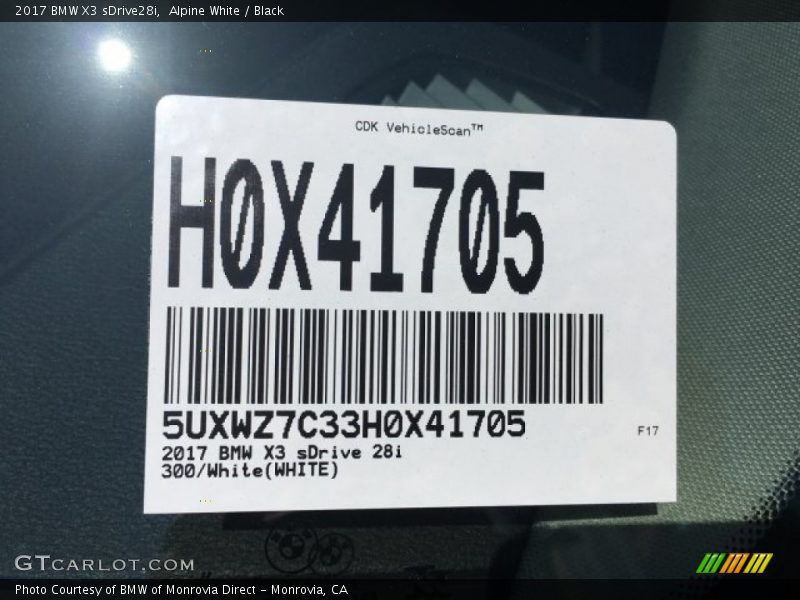 2017 BMW X3 sDrive28i,  Alpine White / Black
CDK VehicleScan™
H0X41705
5UXWZ7C33H0X41705
2017 BMW X3 sDrive 28i
300/White(WHITE)
F17
GTCARLOT.COM
Photo Courtesy of BMW of Monrovia Direct - Monrovia, CA